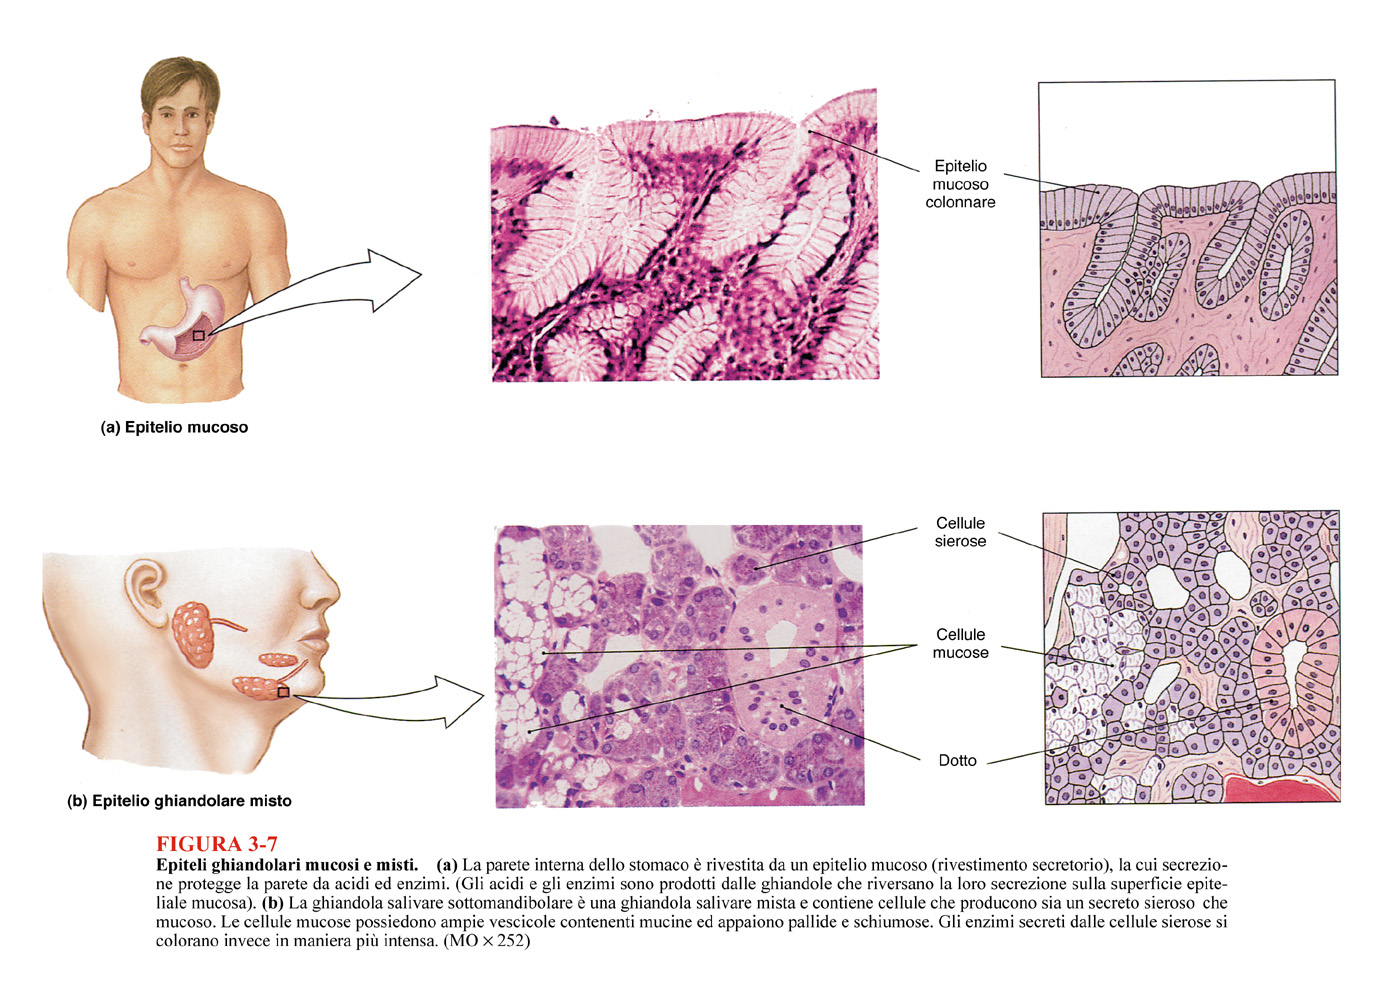 Epitelio
mucoso
colonnare
(a) Epitelio mucoso
Cellule
sierose
Cellule
mucose
Dotto
(b) Epitelio ghiandolare misto
FIGURA 3-7
Epiteli ghiandolari mucosi e misti. (a) La parete interna dello stomaco è rivestita da un epitelio mucoso (rivestimento secretorio), la cui secrezio-
ne protegge la parete da acidi ed enzimi. (Gli acidi e gli enzimi sono prodotti dalle ghiandole che riversano la loro secrezione sulla superficie epite-
liale mucosa). (b) La ghiandola salivare sottomandibolare è una ghiandola salivare mista e contiene cellule che producono sia un secreto sieroso che
mucoso. Le cellule mucose possiedono ampie vescicole contenenti mucine ed appaiono pallide e schiumose. Gli enzimi secreti dalle cellule sierose si
colorano invece in maniera più intensa. (MO × 252)